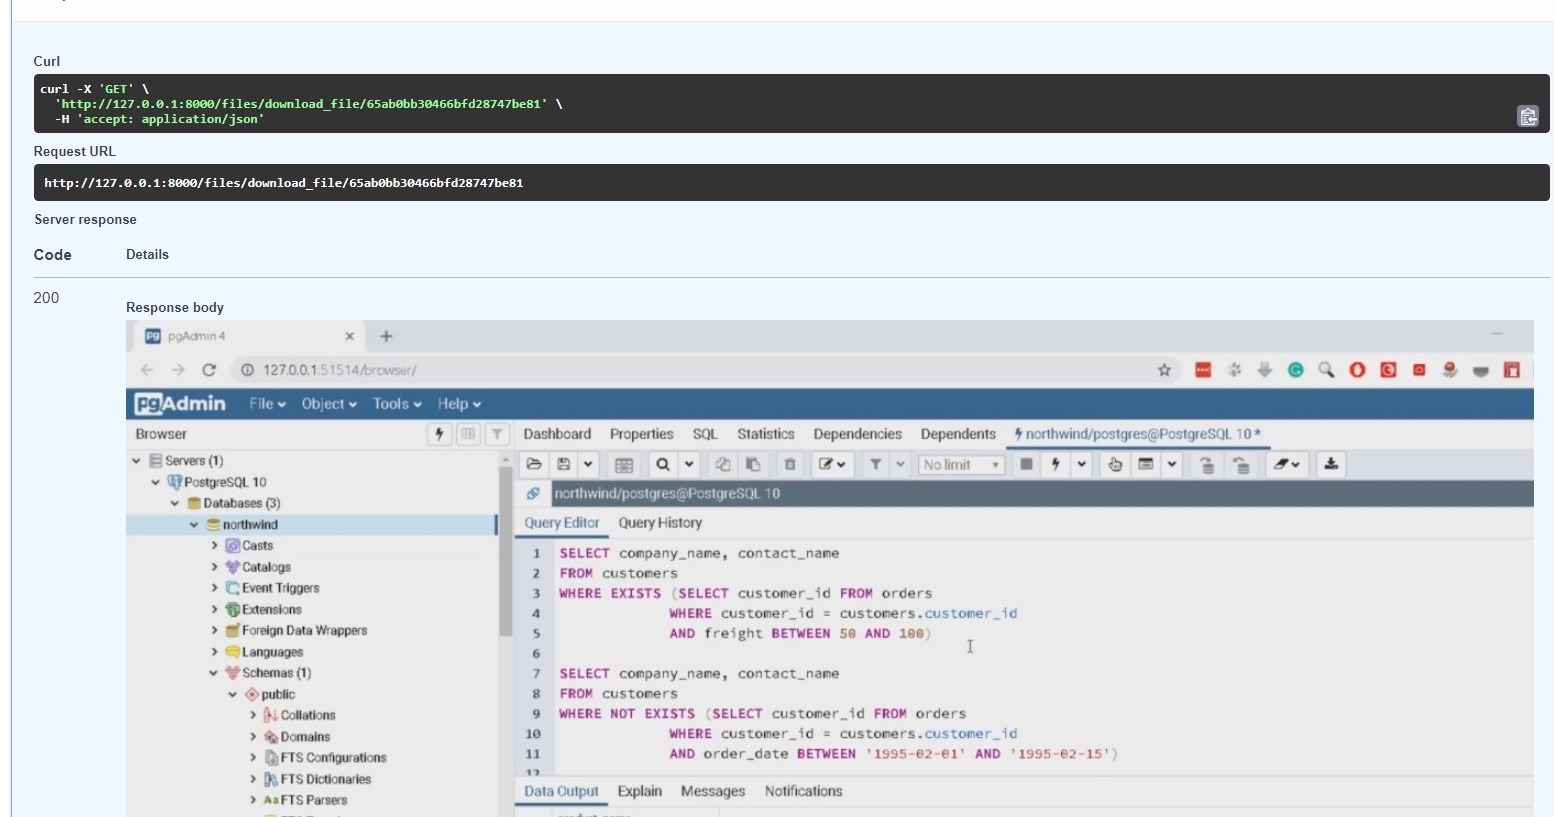 Curl
curl -X 'GET' \
'http://127.0.0.1:8000/files/download_file/65ab0bb30466bfd28747be81' \
-H 'accept: application/json'
Request URL
http://127.0.0.1:8000/files/download_file/65ab0bb30466bfd28747be81
Server response
Code Details
200
Response body
pgAdmin 4
127.0.0.1:51514/browser/
pgAdmin File Object Tools Help
Browser
Servers (1)
PostgreSQL 10
Databases (3)
northwind
Casts
Catalogs
Event Triggers
Extensions
Foreign Data Wrappers
Languages
Schemas (1)
public
Collations
Domains
FTS Configurations
FTS Dictionaries
FTS Parsers
Dashboard Properties SQL Statistics Dependencies Dependents northwind/postgres@PostgreSQL 10 *
No limit
northwind/postgres@PostgreSQL 10
Query Editor Query History
1 SELECT company_name, contact_name
2 FROM customers
3 WHERE EXISTS (SELECT customer_id FROM orders
4 WHERE customer_id = customers.customer_id
5 AND freight BETWEEN 50 AND 100)
6
7 SELECT company_name, contact_name
8 FROM customers
9 WHERE NOT EXISTS (SELECT customer_id FROM orders
10 WHERE customer_id = customers.customer_id
11 AND order_date BETWEEN '1995-02-01' AND '1995-02-15')
12
Data Output Explain Messages Notifications